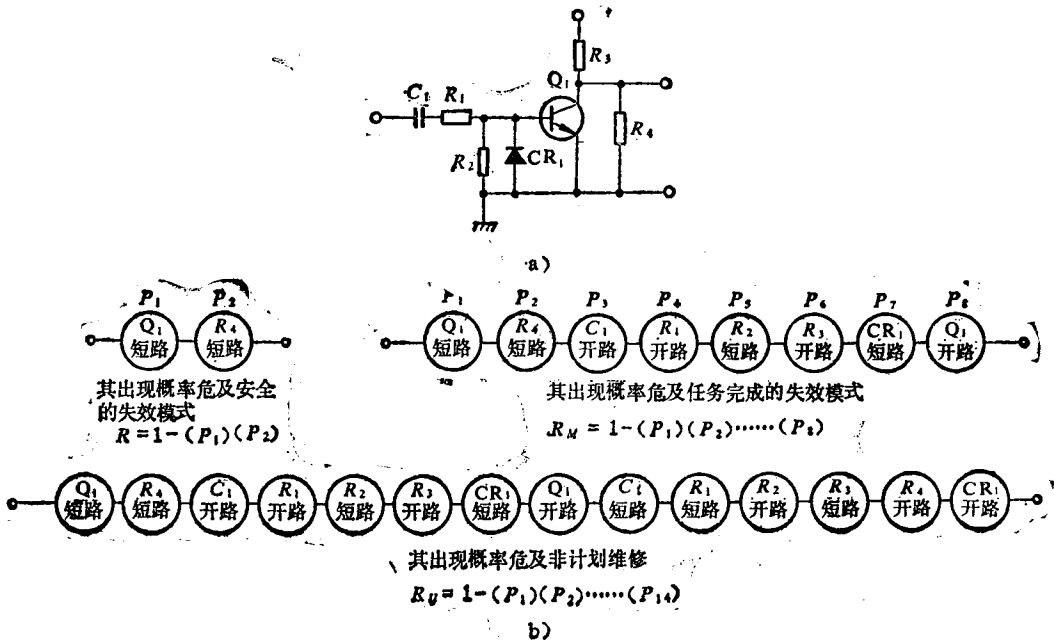 +
R₃
Q₁
C₁ R₁
R₄
R₂ CR₁
a)
P₁ P₂
Q₁ 短路 R₄ 短路
其出现概率危及安全
的失效模式
R=1-(P₁)(P₂)
P₁ P₂ P₃ P₄ P₅ P₆ P₇ P₈
Q₁ 短路 R₄ 短路 C₁ 开路 R₁ 开路 R₂ 短路 R₃ 开路 CR₁ 短路 Q₁ 开路
其出现概率危及任务完成的失效模式
R_M=1-(P₁)(P₂)……(P₈)
Q₁ 短路 R₄ 短路 C₁ 开路 R₁ 开路 R₂ 短路 R₃ 开路 CR₁ 短路 Q₁ 开路 C₁ 短路 R₁ 短路 R₂ 开路 R₃ 短路 R₄ 开路 CR₁ 开路
其出现概率危及非计划维修
R_y=1-(P₁)(P₂)……(P₁₄)
b)